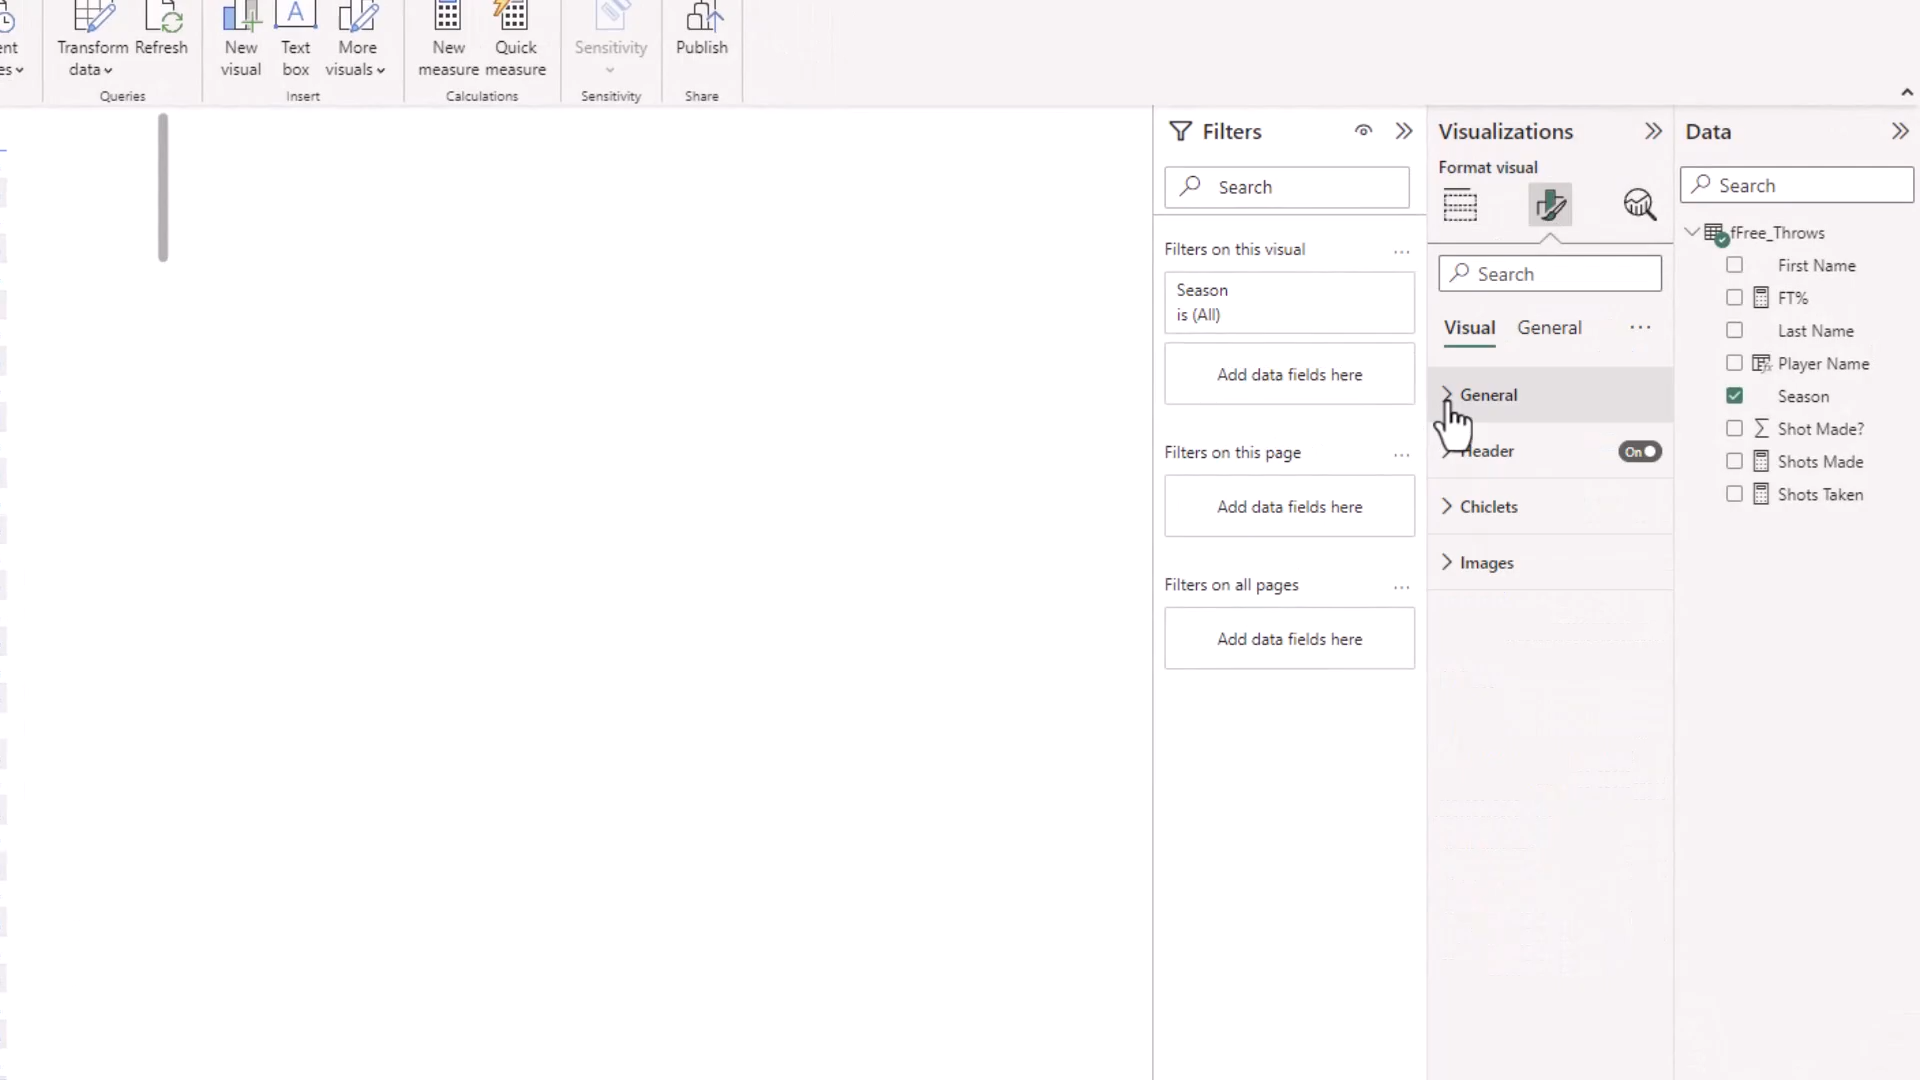 Transform data
Refresh
New visual
Text box
More visuals
New measure
Quick measure
Sensitivity
Publish
Queries
Insert
Calculations
Sensitivity
Share
Filters
Search
Filters on this visual
Season
is (All)
Add data fields here
Filters on this page
Add data fields here
Filters on all pages
Add data fields here
Visualizations
Format visual
Search
Visual
General
General
Header
On
Chiclets
Images
Data
Search
fFree_Throws
First Name
FT%
Last Name
Player Name
Season
Shot Made?
Shots Made
Shots Taken